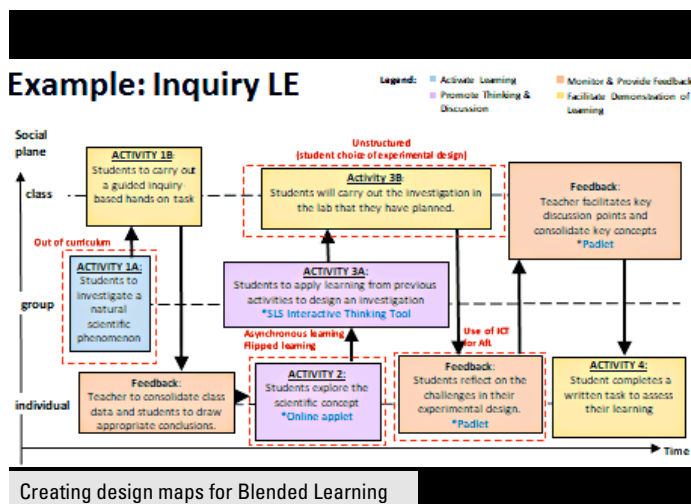 Example: Inquiry LE
Legend:
Activate Learning
Promote Thinking &
Discussion
Monitor & Provide Feedback
Facilitate Demonstration of
Learning
Social
plane
class
group
individual
Time
Out of curriculum
ACTIVITY 1A:
Students to
investigate a
natural
scientific
phenomenon
ACTIVITY 1B:
Students to carry out
a guided inquiry-
based hands on task
Feedback:
Teacher to consolidate class
data and students to draw
appropriate conclusions.
Asynchronous learning
Flipped learning
ACTIVITY 2:
Students explore the
scientific concept
*Online applet
ACTIVITY 3A:
Students to apply learning from previous
activities to design an investigation
*SLS Interactive Thinking Tool
Unstructured
(student choice of experimental design)
Activity 3B:
Students will carry out the investigation in
the lab that they have planned.
Use of ICT
for AfL
Feedback:
Students reflect on the
challenges in their
experimental design.
*Padlet
Feedback:
Teacher facilitates key
discussion points and
consolidate key concepts
*Padlet
ACTIVITY 4:
Student completes a
written task to assess
their learning
Creating design maps for Blended Learning